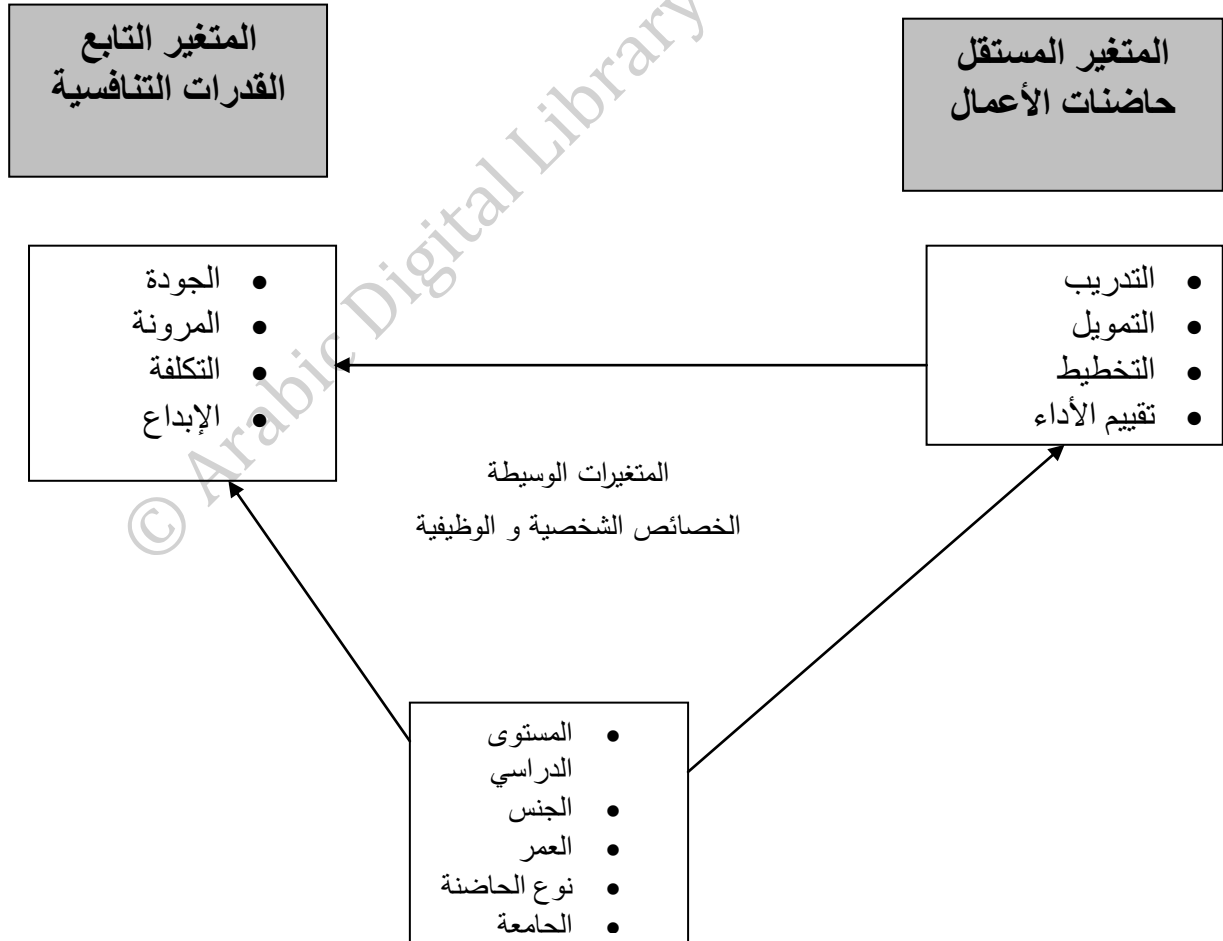 المتغير المستقل
حاضنات الأعمال
المتغير التابع
القدرات التنافسية
• التدريب
• التمويل
• التخطيط
• تقييم الأداء
• الجودة
• المرونة
• التكلفة
• الإبداع
المتغيرات الوسيطة
الخصائص الشخصية و الوظيفية
• المستوى
الدراسي
• الجنس
• العمر
• نوع الحاضنة
• الجامعة
© Arabic Digital Library